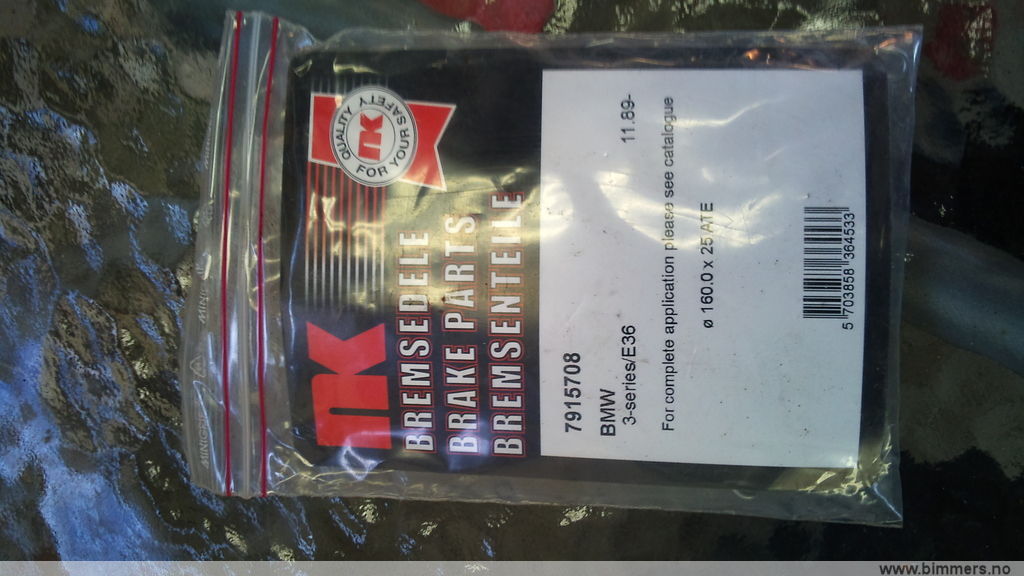 QUALITY
NK
FOR YOUR SAFETY
NK
BREMSEDELE
BRAKE PARTS
BREMSENTEILE
7915708
BMW
3-series/E36 11.89-
For complete application please see catalogue
ø 160.0 x 25 ATE
5 703858 364533
www.bimmers.no